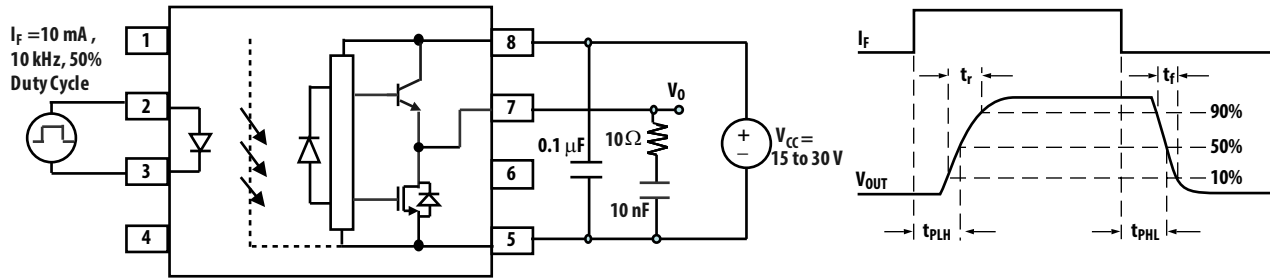 I_F = 10 mA ,
10 kHz, 50%
Duty Cycle
1
2
3
4
8
7
6
5
V_O
0.1 μF
10Ω
10 nF
+
−
V_CC =
15 to 30 V
I_F
t_r
t_f
90%
50%
10%
V_OUT
t_PLH
t_PHL